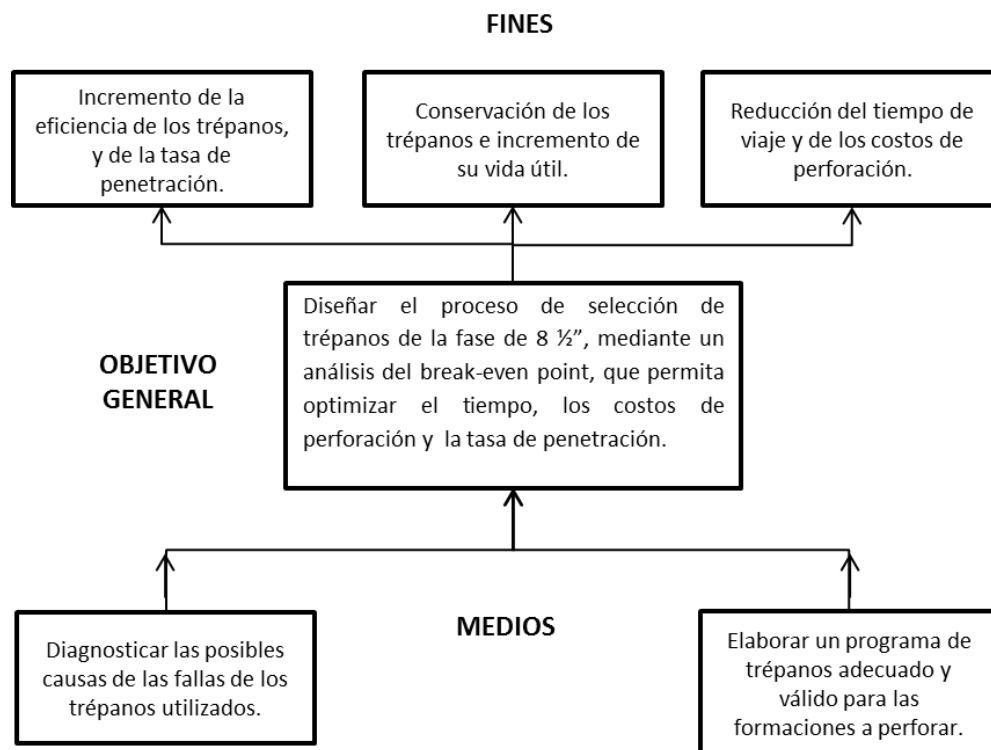 FINES
Incremento de la
eficiencia de los trépanos,
y de la tasa de
penetración.
Conservación de los
trépanos e incremento de
su vida útil.
Reducción del tiempo de
viaje y de los costos de
perforación.
OBJETIVO
GENERAL
Diseñar el proceso de selección de
trépanos de la fase de 8 ½”, mediante un
análisis del break-even point, que permita
optimizar el tiempo, los costos de
perforación y la tasa de penetración.
MEDIOS
Diagnosticar las posibles
causas de las fallas de los
trépanos utilizados.
Elaborar un programa de
trépanos adecuado y
válido para las
formaciones a perforar.